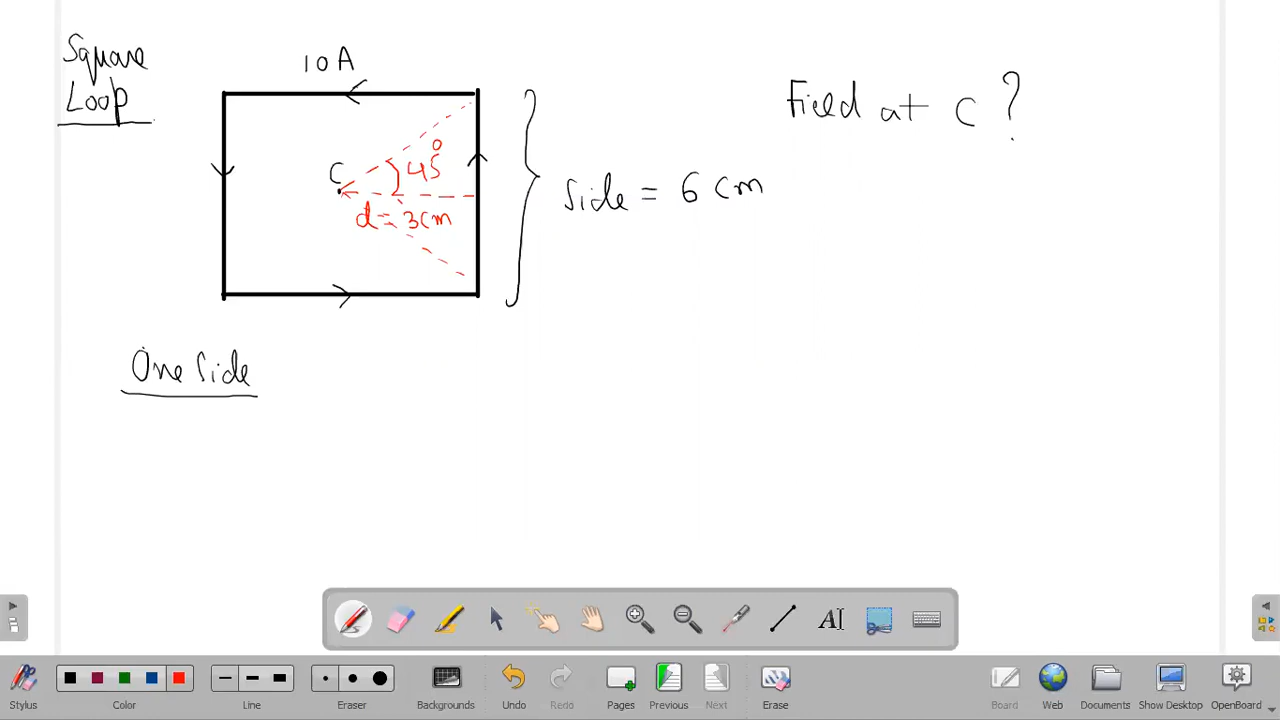 Square
Loop
10 A
Field at C ?
C
45°
d = 3cm
Side = 6 cm
One Side
AI
Stylus
Color
Line
Eraser
Backgrounds
Undo
Redo
Pages
Previous
Next
Erase
Board
Web
Documents
Show Desktop
OpenBoard